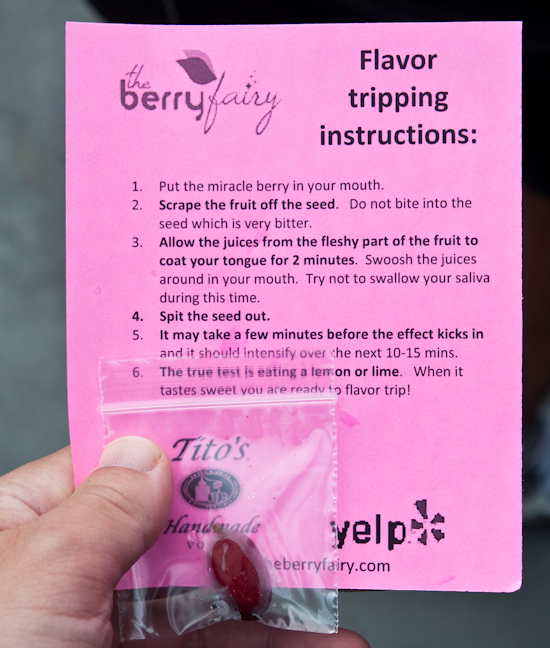 the
berryfairy
Flavor
tripping
instructions:
1. Put the miracle berry in your mouth.
2. Scrape the fruit off the seed. Do not bite into the
seed which is very bitter.
3. Allow the juices from the fleshy part of the fruit to
coat your tongue for 2 minutes. Swoosh the juices
around in your mouth. Try not to swallow your saliva
during this time.
4. Spit the seed out.
5. It may take a few minutes before the effect kicks in
and it should intensify over the next 10-15 mins.
6. The true test is eating a lemon or lime. When it
tastes sweet you are ready to flavor trip!
Tito's
Handmade
yelp
heberryfairy.com